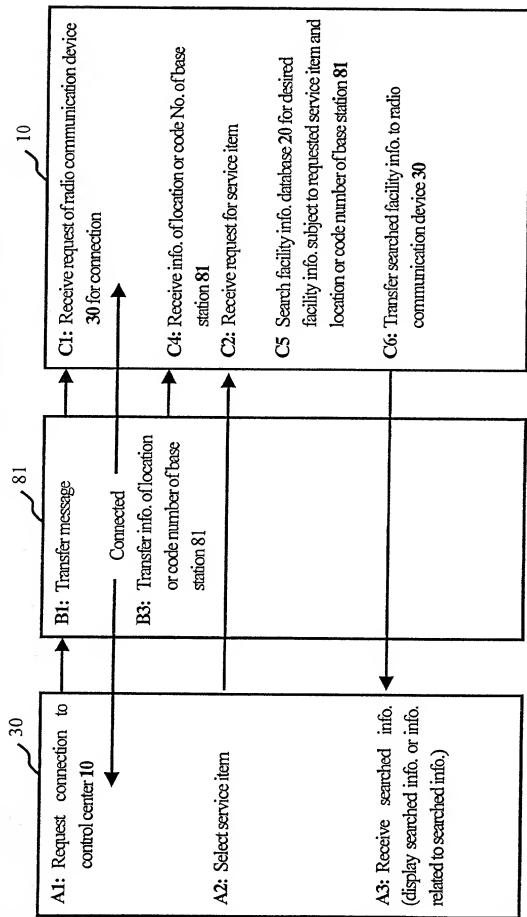 30
A1: Request connection to
control center 10
A2: Select service item
A3: Receive searched info.
(display searched info. or info.
related to searched info.)
81
B1: Transfer message
Connected
B3: Transfer info. of location
or code number of base
station 81
10
C1: Receive request of radio communication device
30 for connection
C4: Receive info. of location or code No. of base
station 81
C2: Receive request for service item
C5 Search facility info. database 20 for desired
facility info. subject to requested service item and
location or code number of base station 81
C6: Transfer searched facility info. to radio
communication device 30